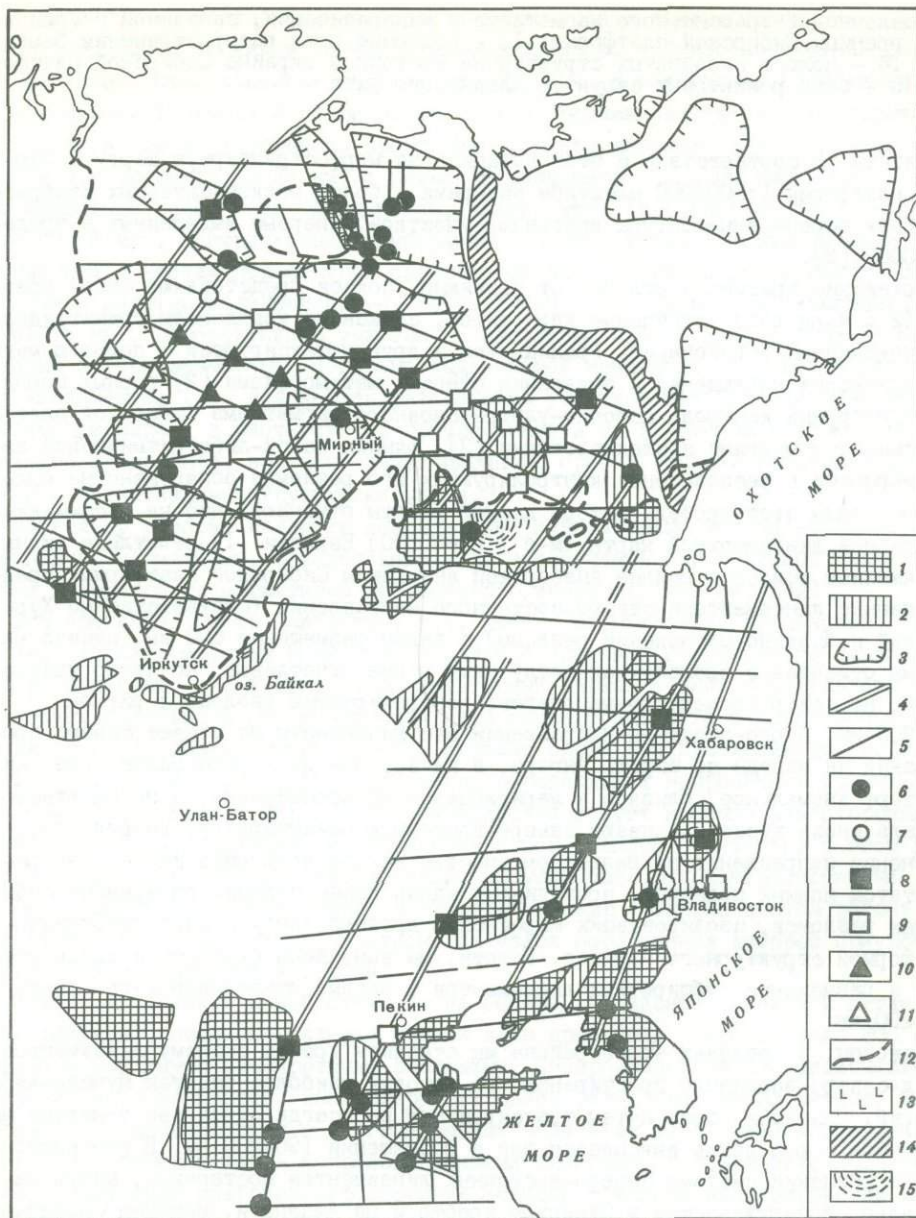 Мирный
ОХОТСКОЕ
МОРЕ
Иркутск
оз. Байкал
Хабаровск
Улан-Батор
Владивосток
ЯПОНСКОЕ
МОРЕ
Пекин
ЖЕЛТОЕ
МОРЕ
1
2
3
4
5
6
7
8
9
10
11
12
13
14
15